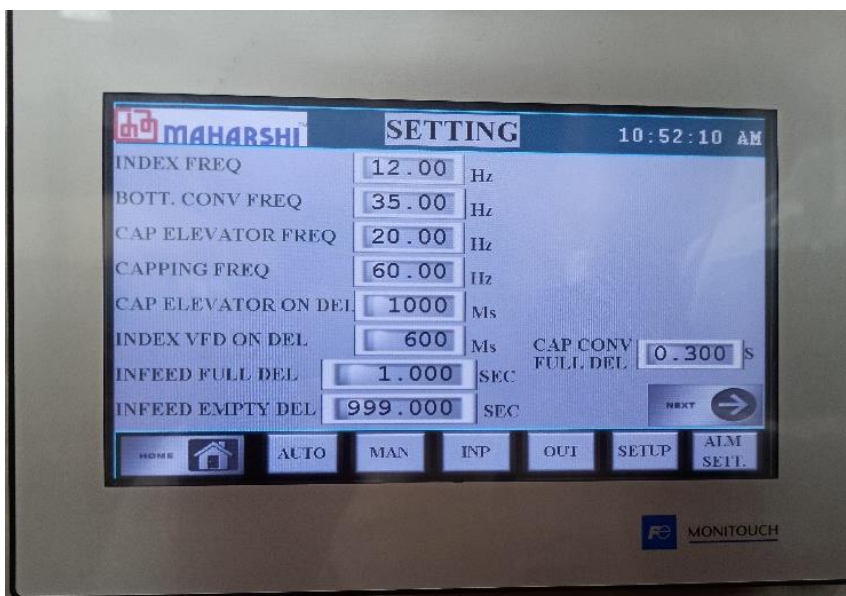 MAHARSHI SETTING 10:52:10 AM
INDEX FREQ 12.00 Hz
BOTT. CONV FREQ 35.00 Hz
CAP ELEVATOR FREQ 20.00 Hz
CAPPING FREQ 60.00 Hz
CAP ELEVATOR ON DEL 1000 Ms
INDEX VFD ON DEL 600 Ms
CAP CONV
FULL DEL 0.300 S
INFEED FULL DEL 1.000 SEC
INFEED EMPTY DEL 999.000 SEC
NEXT
HOME AUTO MAN INP OUT SETUP ALM
SETT.
Fe MONITOUCH